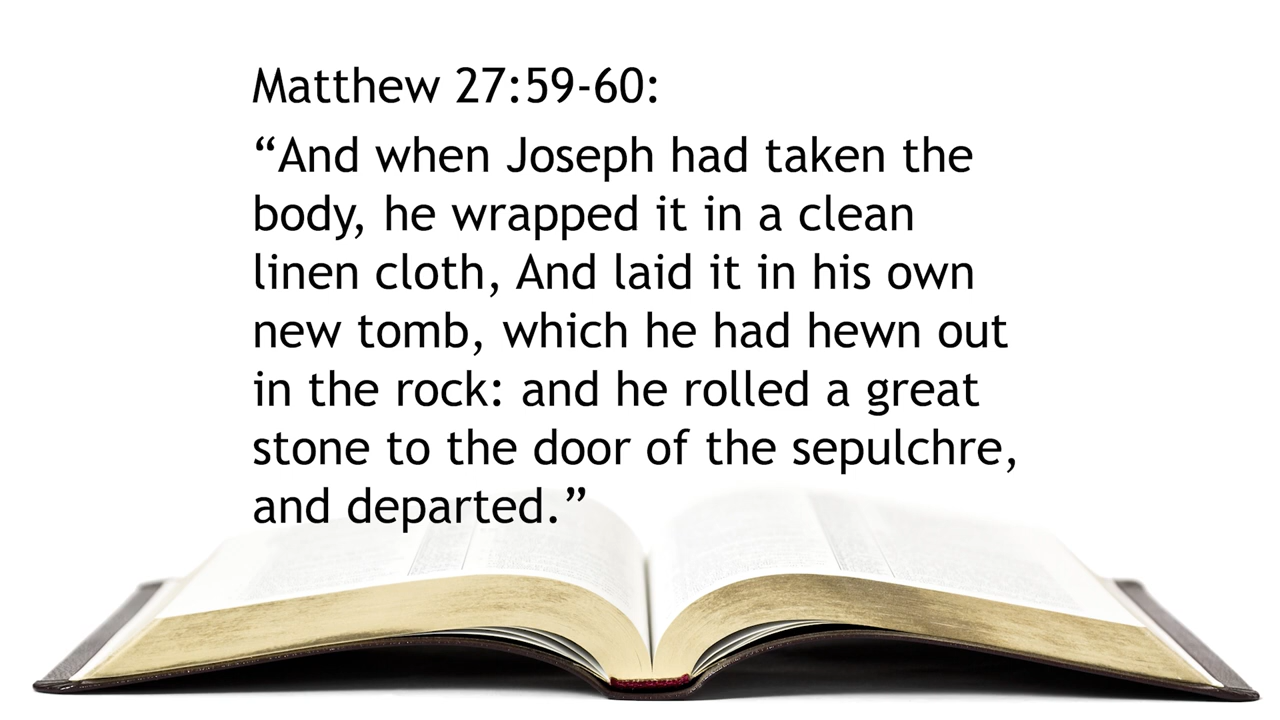 Matthew 27:59-60:
“And when Joseph had taken the
body, he wrapped it in a clean
linen cloth, And laid it in his own
new tomb, which he had hewn out
in the rock: and he rolled a great
stone to the door of the sepulchre,
and departed.”